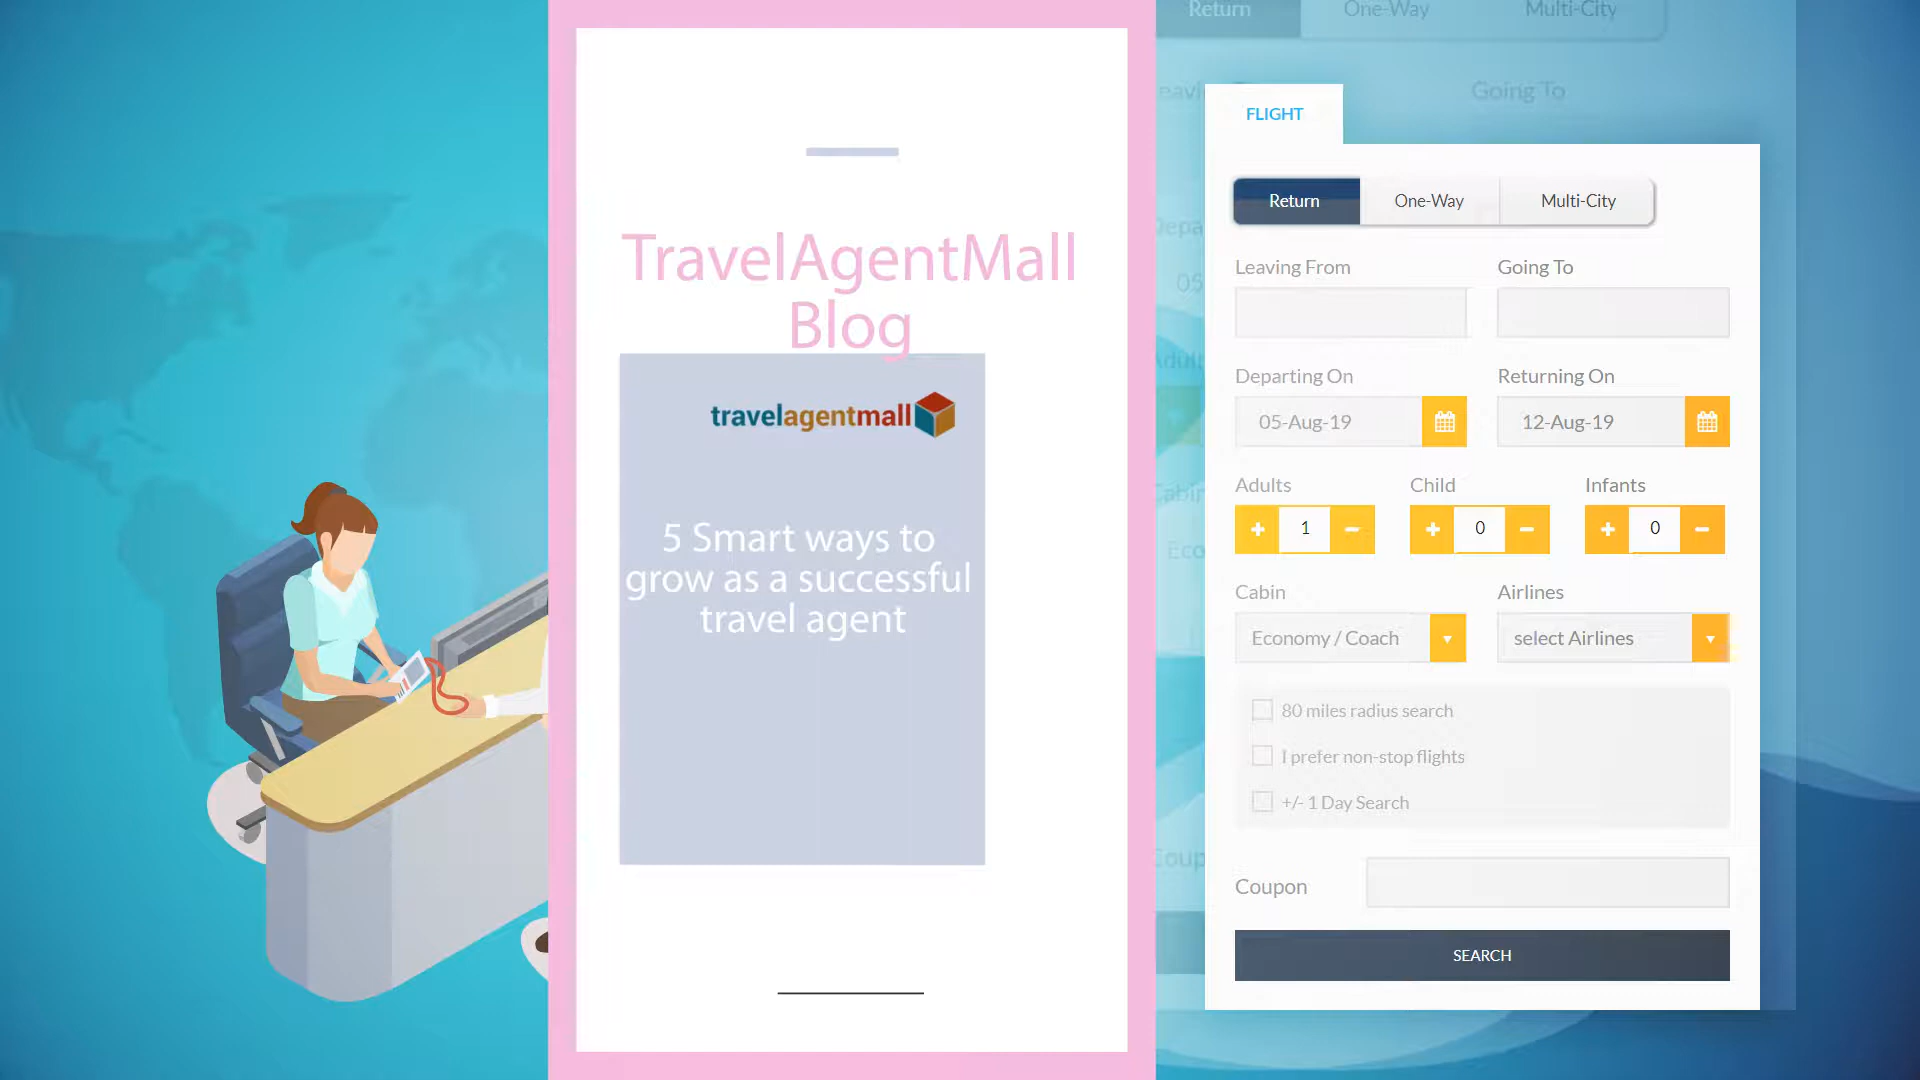 TravelAgentMall
Blog
travelagentmall
5 Smart ways to
grow as a successful
travel agent
Return One-Way Multi-City
Going To
FLIGHT
Return One-Way Multi-City
Leaving From Going To
Departing On Returning On
05-Aug-19 12-Aug-19
Adults Child Infants
+ 1 − + 0 − + 0 −
Cabin Airlines
Economy / Coach select Airlines
80 miles radius search
I prefer non-stop flights
+/- 1 Day Search
Coupon
SEARCH